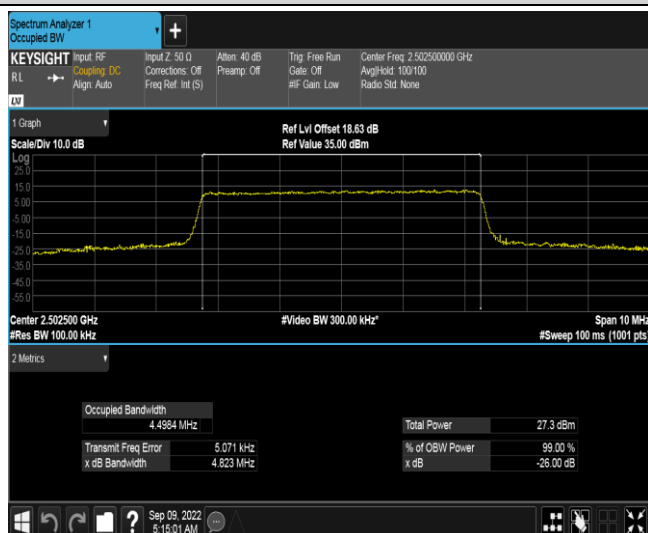 Spectrum Analyzer 1
Occupied BW
+
KEYSIGHT
RL
LXI
Input: RF
Coupling: DC
Align: Auto
Input Z: 50 Ω
Corrections: Off
Freq Ref: Int (S)
Atten: 40 dB
Preamp: Off
Trig: Free Run
Gate: Off
#IF Gain: Low
Center Freq: 2.502500000 GHz
Avg|Hold: 100/100
Radio Std: None
1 Graph
Scale/Div 10.0 dB
Ref Lvl Offset 18.63 dB
Ref Value 35.00 dBm
Log
25.0
15.0
5.00
-5.00
-15.0
-25.0
-35.0
-45.0
-55.0
Center 2.502500 GHz
#Video BW 300.00 kHz*
Span 10 MHz
#Res BW 100.00 kHz
#Sweep 100 ms (1001 pts)
2 Metrics
Occupied Bandwidth
4.4984 MHz
Total Power 27.3 dBm
Transmit Freq Error 5.071 kHz
% of OBW Power 99.00 %
x dB Bandwidth 4.823 MHz
x dB -26.00 dB
?
Sep 09, 2022
5:15:01 AM